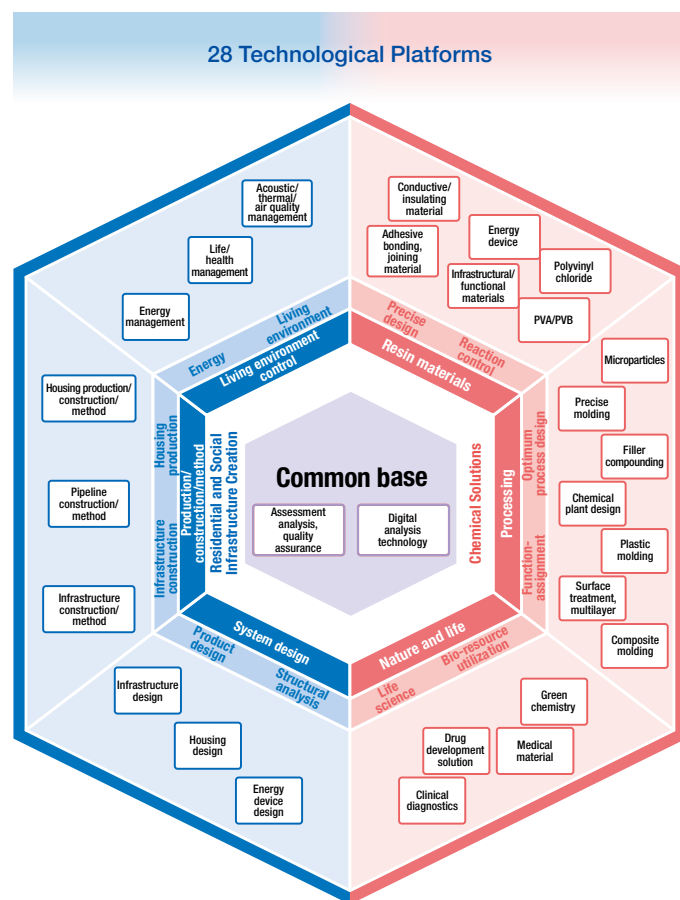 28 Technological Platforms
Acoustic/
thermal/
air quality
management
Life/
health
management
Energy
management
Conductive/
insulating
material
Energy
device
Adhesive
bonding,
joining
material
Polyvinyl
chloride
Infrastructural/
functional
materials
PVA/PVB
Energy
Living
environment
Living environment
control
Precise
design
Reaction
control
Resin materials
Housing production/
construction/
method
Pipeline
construction/
method
Infrastructure
construction/
method
Housing
production
Infrastructure
construction
Production/
construction/method
Residential and Social
Infrastructure Creation
Common base
Assessment
analysis,
quality
assurance
Digital
analysis
technology
Chemical Solutions
Processing
Optimum
process design
Function-
assignment
Microparticles
Precise
molding
Filler
compounding
Chemical
plant design
Plastic
molding
Surface
treatment,
multilayer
Composite
molding
System design
Product
design
Structural
analysis
Nature and life
Life
science
Bio-resource
utilization
Infrastructure
design
Housing
design
Energy
device
design
Green
chemistry
Drug
development
solution
Medical
material
Clinical
diagnostics